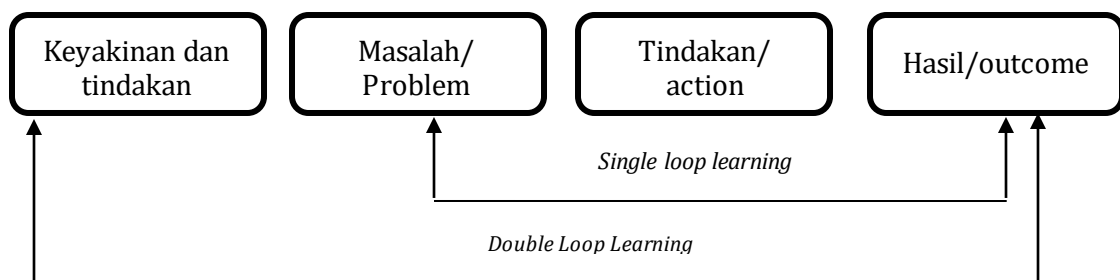 Keyakinan dan
tindakan
Masalah/
Problem
Tindakan/
action
Hasil/outcome
Single loop learning
Double Loop Learning